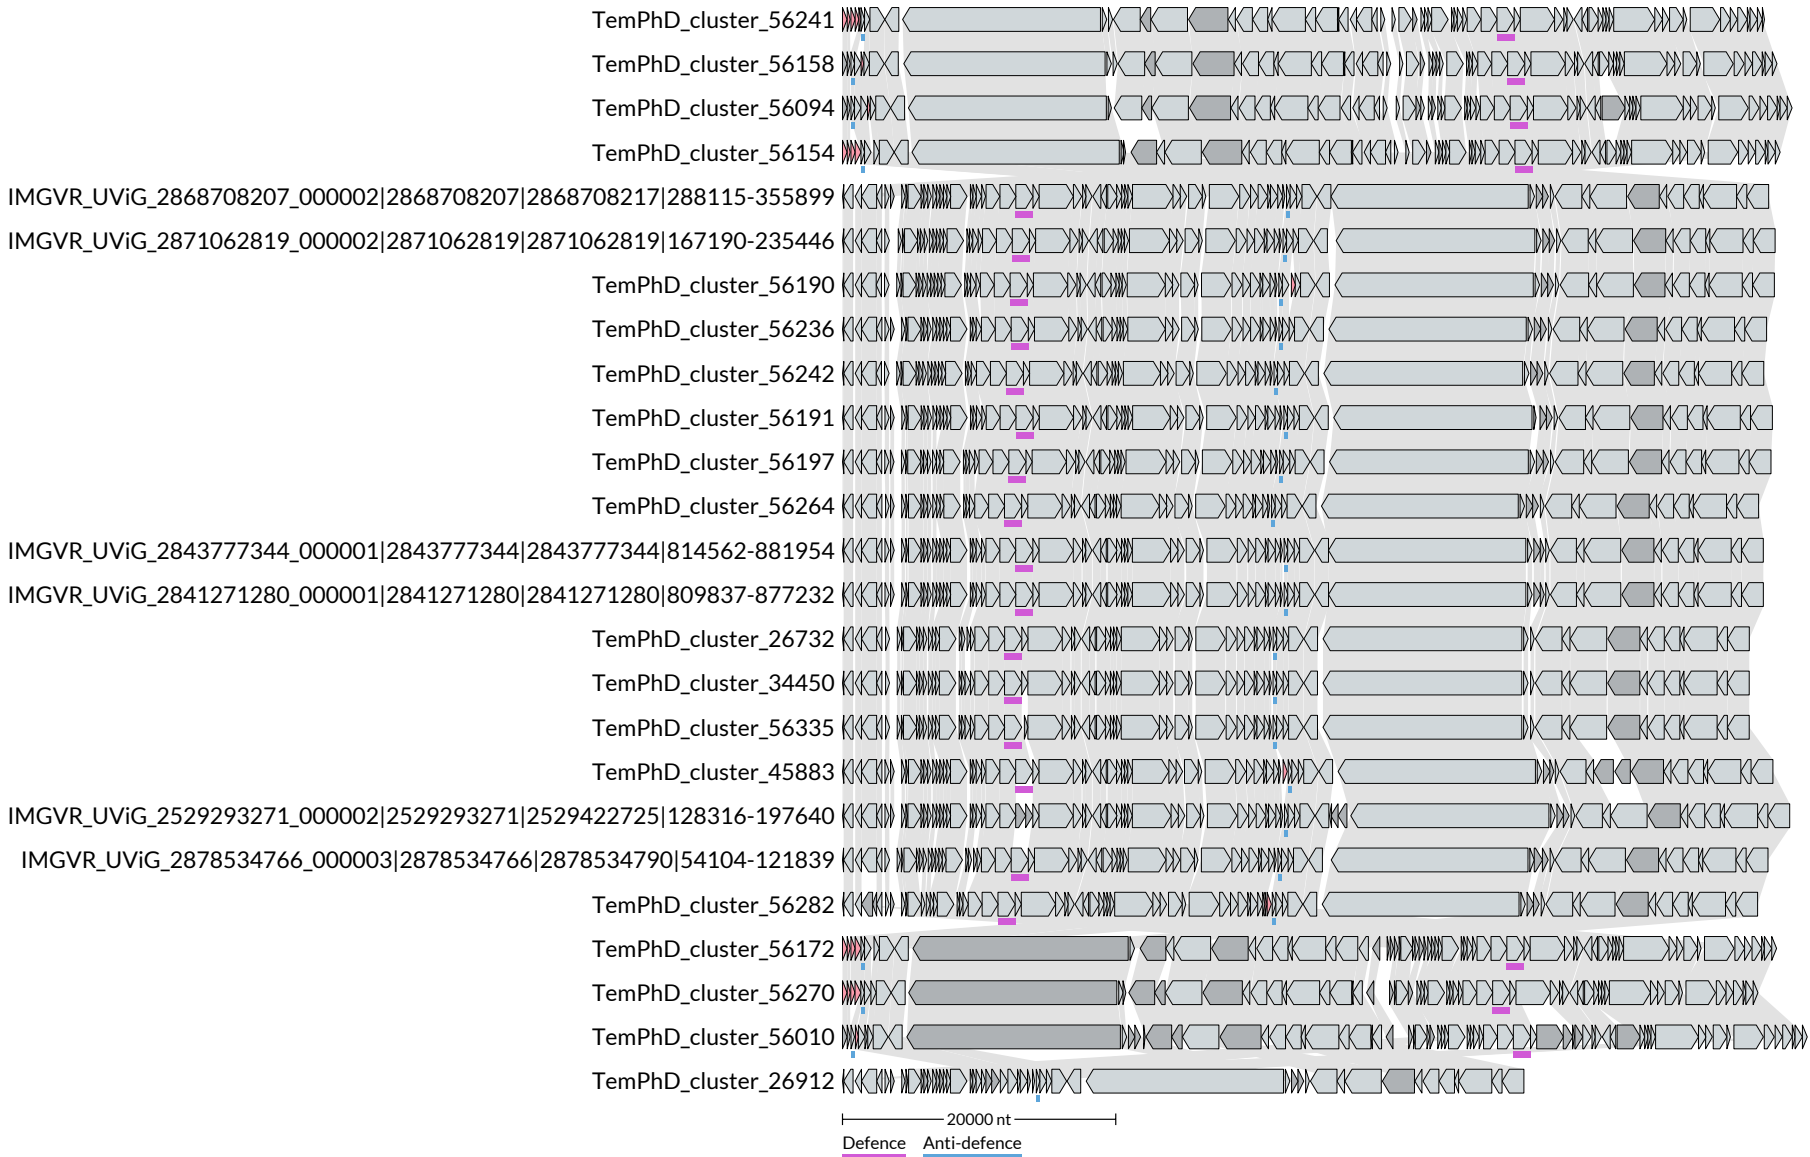 TemPhD_cluster_56241
TemPhD_cluster_56158
TemPhD_cluster_56094
TemPhD_cluster_56154
IMGVR_UViG_2868708207_000002|2868708207|2868708217|288115-355899
IMGVR_UViG_2871062819_000002|2871062819|2871062819|167190-235446
TemPhD_cluster_56190
TemPhD_cluster_56236
TemPhD_cluster_56242
TemPhD_cluster_56191
TemPhD_cluster_56197
TemPhD_cluster_56264
IMGVR_UViG_2843777344_000001|2843777344|2843777344|814562-881954
IMGVR_UViG_2841271280_000001|2841271280|2841271280|809837-877232
TemPhD_cluster_26732
TemPhD_cluster_34450
TemPhD_cluster_56335
TemPhD_cluster_45883
IMGVR_UViG_2529293271_000002|2529293271|2529422725|128316-197640
IMGVR_UViG_2878534766_000003|2878534766|2878534790|54104-121839
TemPhD_cluster_56282
TemPhD_cluster_56172
TemPhD_cluster_56270
TemPhD_cluster_56010
TemPhD_cluster_26912
20000 nt
Defence Anti-defence